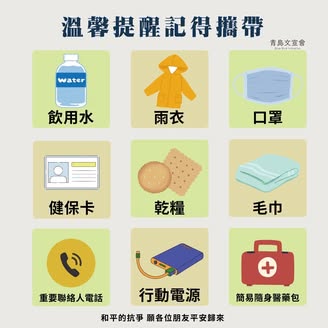 溫馨提醒記得攜帶
青島文宣會
Water
飲用水
雨衣
口罩
健保卡
乾糧
毛巾
重要聯絡人電話
行動電源
簡易隨身醫藥包
和平的抗爭 願各位朋友平安歸來